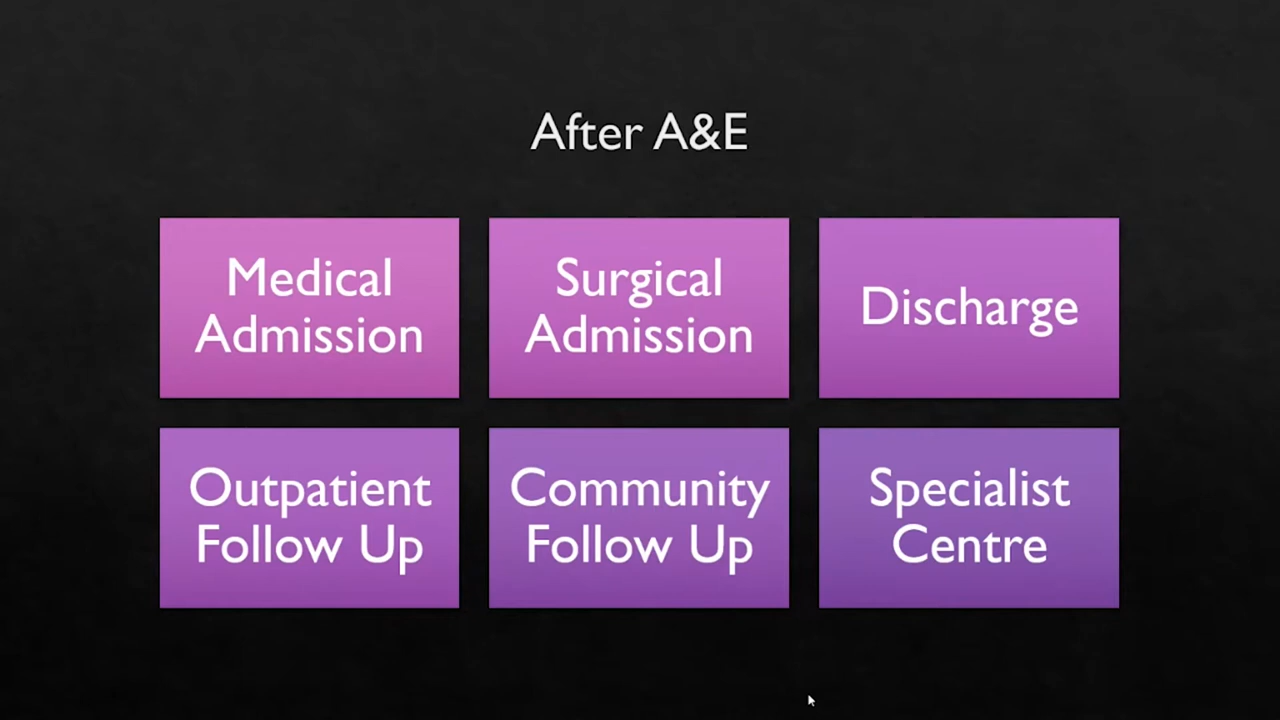 After A&E
Medical
Admission
Surgical
Admission
Discharge
Outpatient
Follow Up
Community
Follow Up
Specialist
Centre